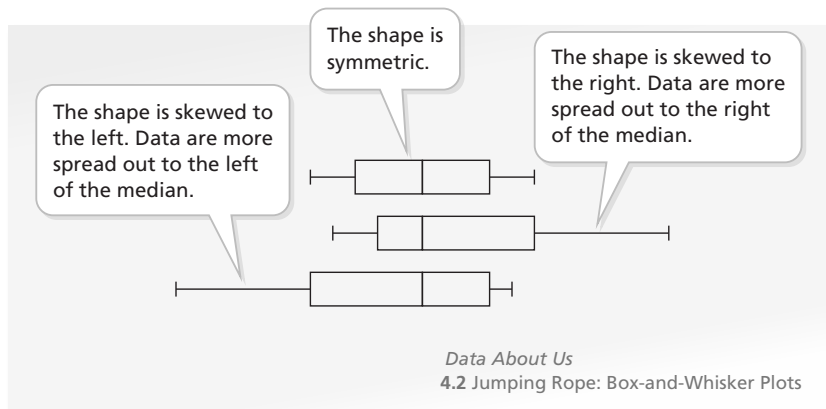 The shape is
symmetric.
The shape is skewed to
the right. Data are more
spread out to the right
of the median.
The shape is skewed to
the left. Data are more
spread out to the left
of the median.
Data About Us
4.2 Jumping Rope: Box-and-Whisker Plots